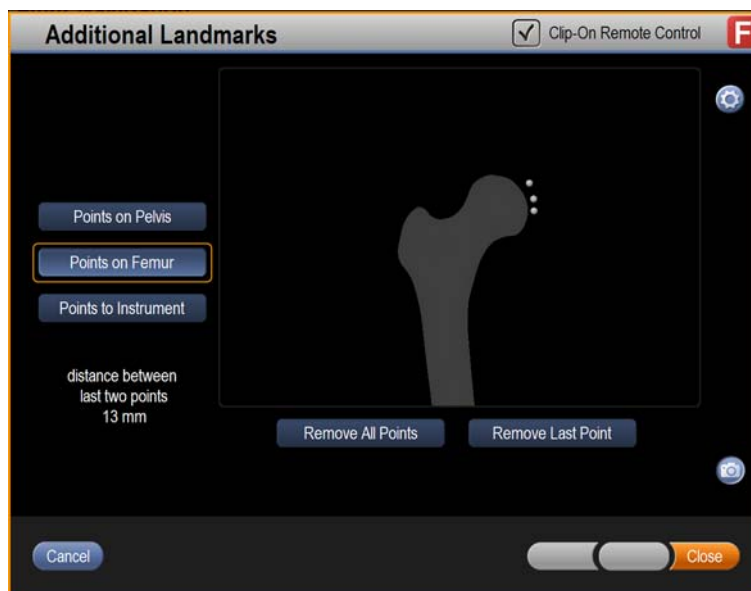 Additional Landmarks
Clip-On Remote Control
F
Points on Pelvis
Points on Femur
Points to Instrument
distance between
last two points
13 mm
Remove All Points
Remove Last Point
Cancel
Close